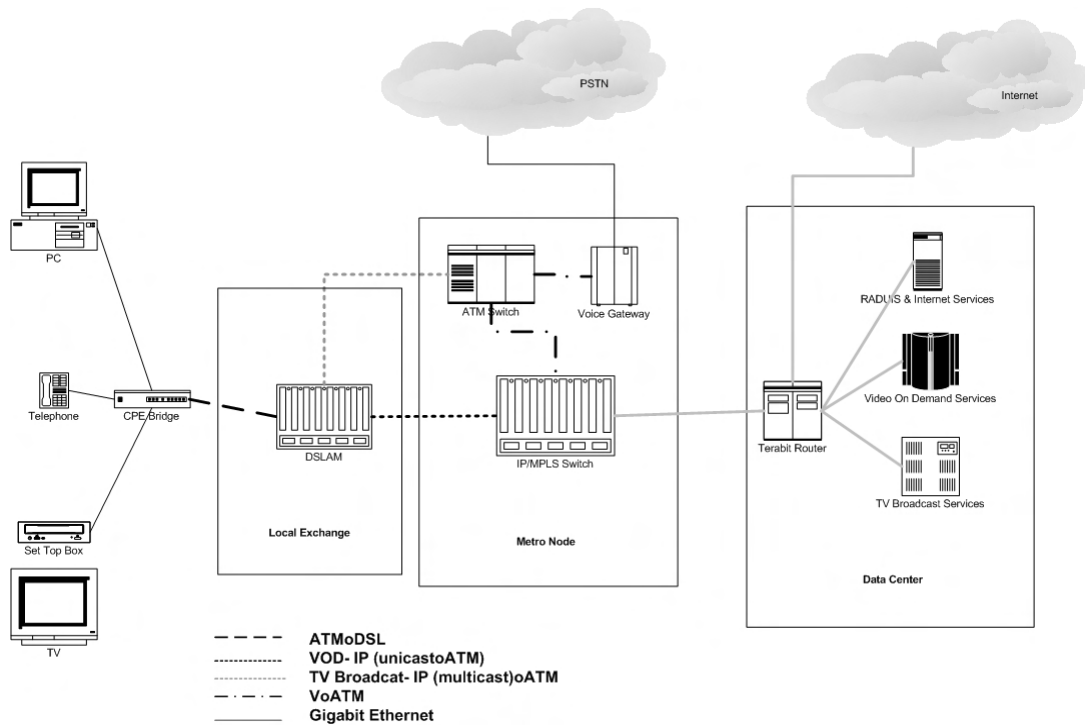 PSTN
Internet
PC
ATM Switch
Voice Gateway
RADUIS & Internet Services
Telephone
CPE Bridge
DSLAM
IP/MPLS Switch
Terabit Router
Video On Demand Services
TV Broadcast Services
Local Exchange
Metro Node
Set Top Box
Data Center
TV
ATMoDSL
VOD- IP (unicastoATM)
TV Broadcat- IP (multicast)oATM
VoATM
Gigabit Ethernet